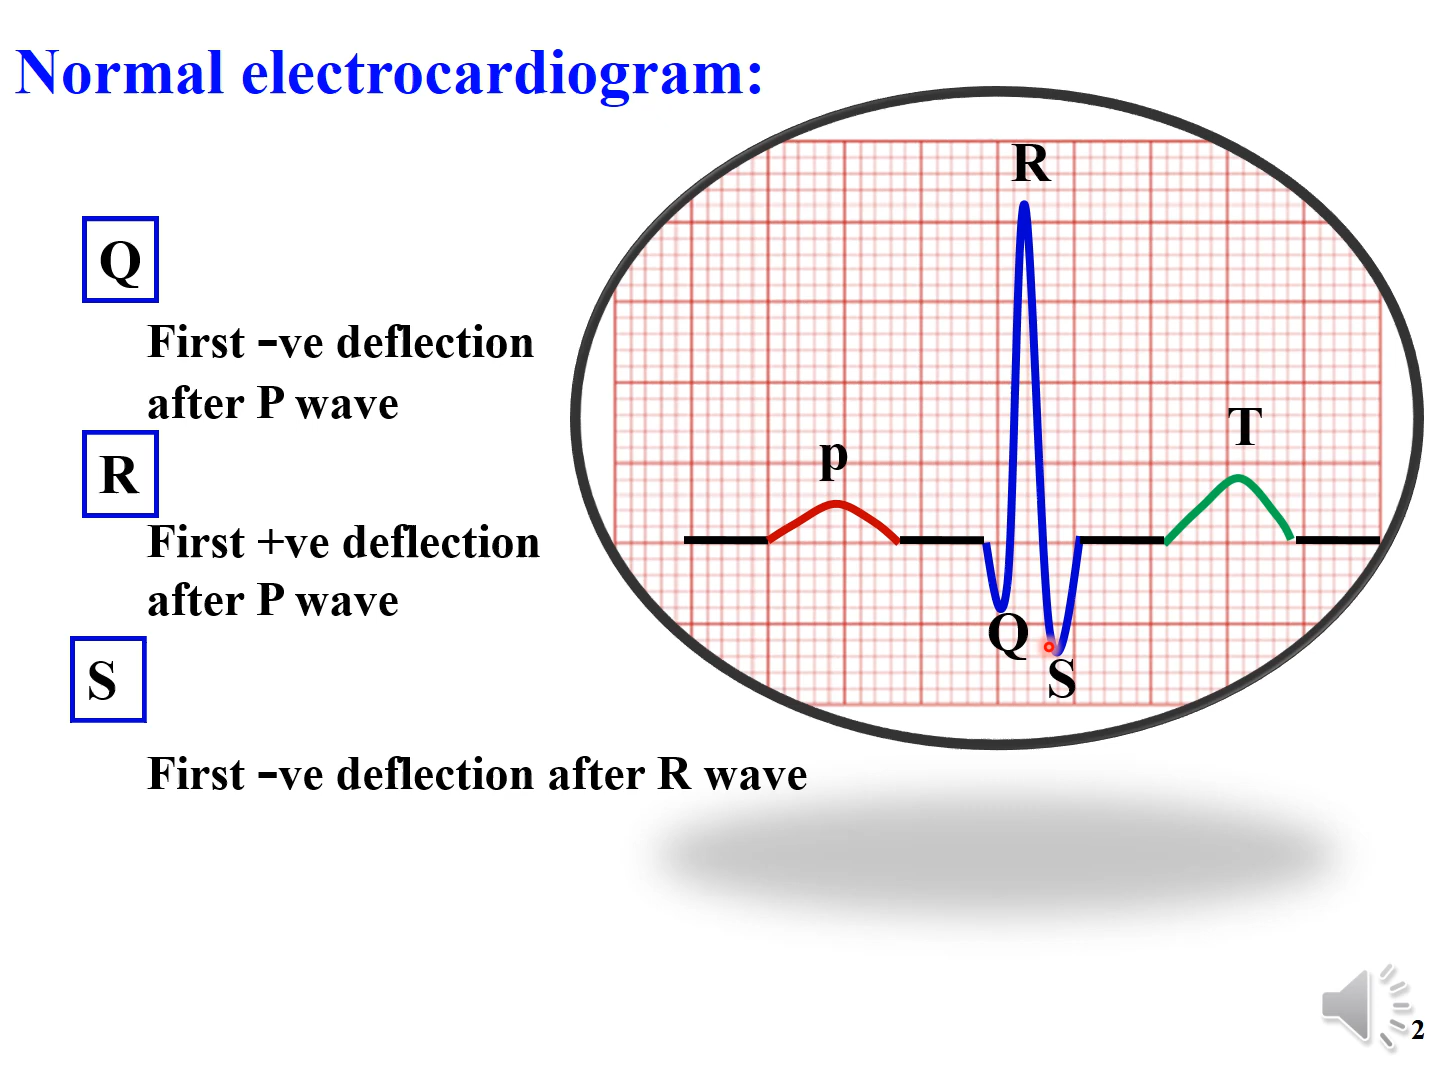 Normal electrocardiogram:
Q
First -ve deflection
after P wave
R
First +ve deflection
after P wave
S
First -ve deflection after R wave
R
p
T
Q
S
2